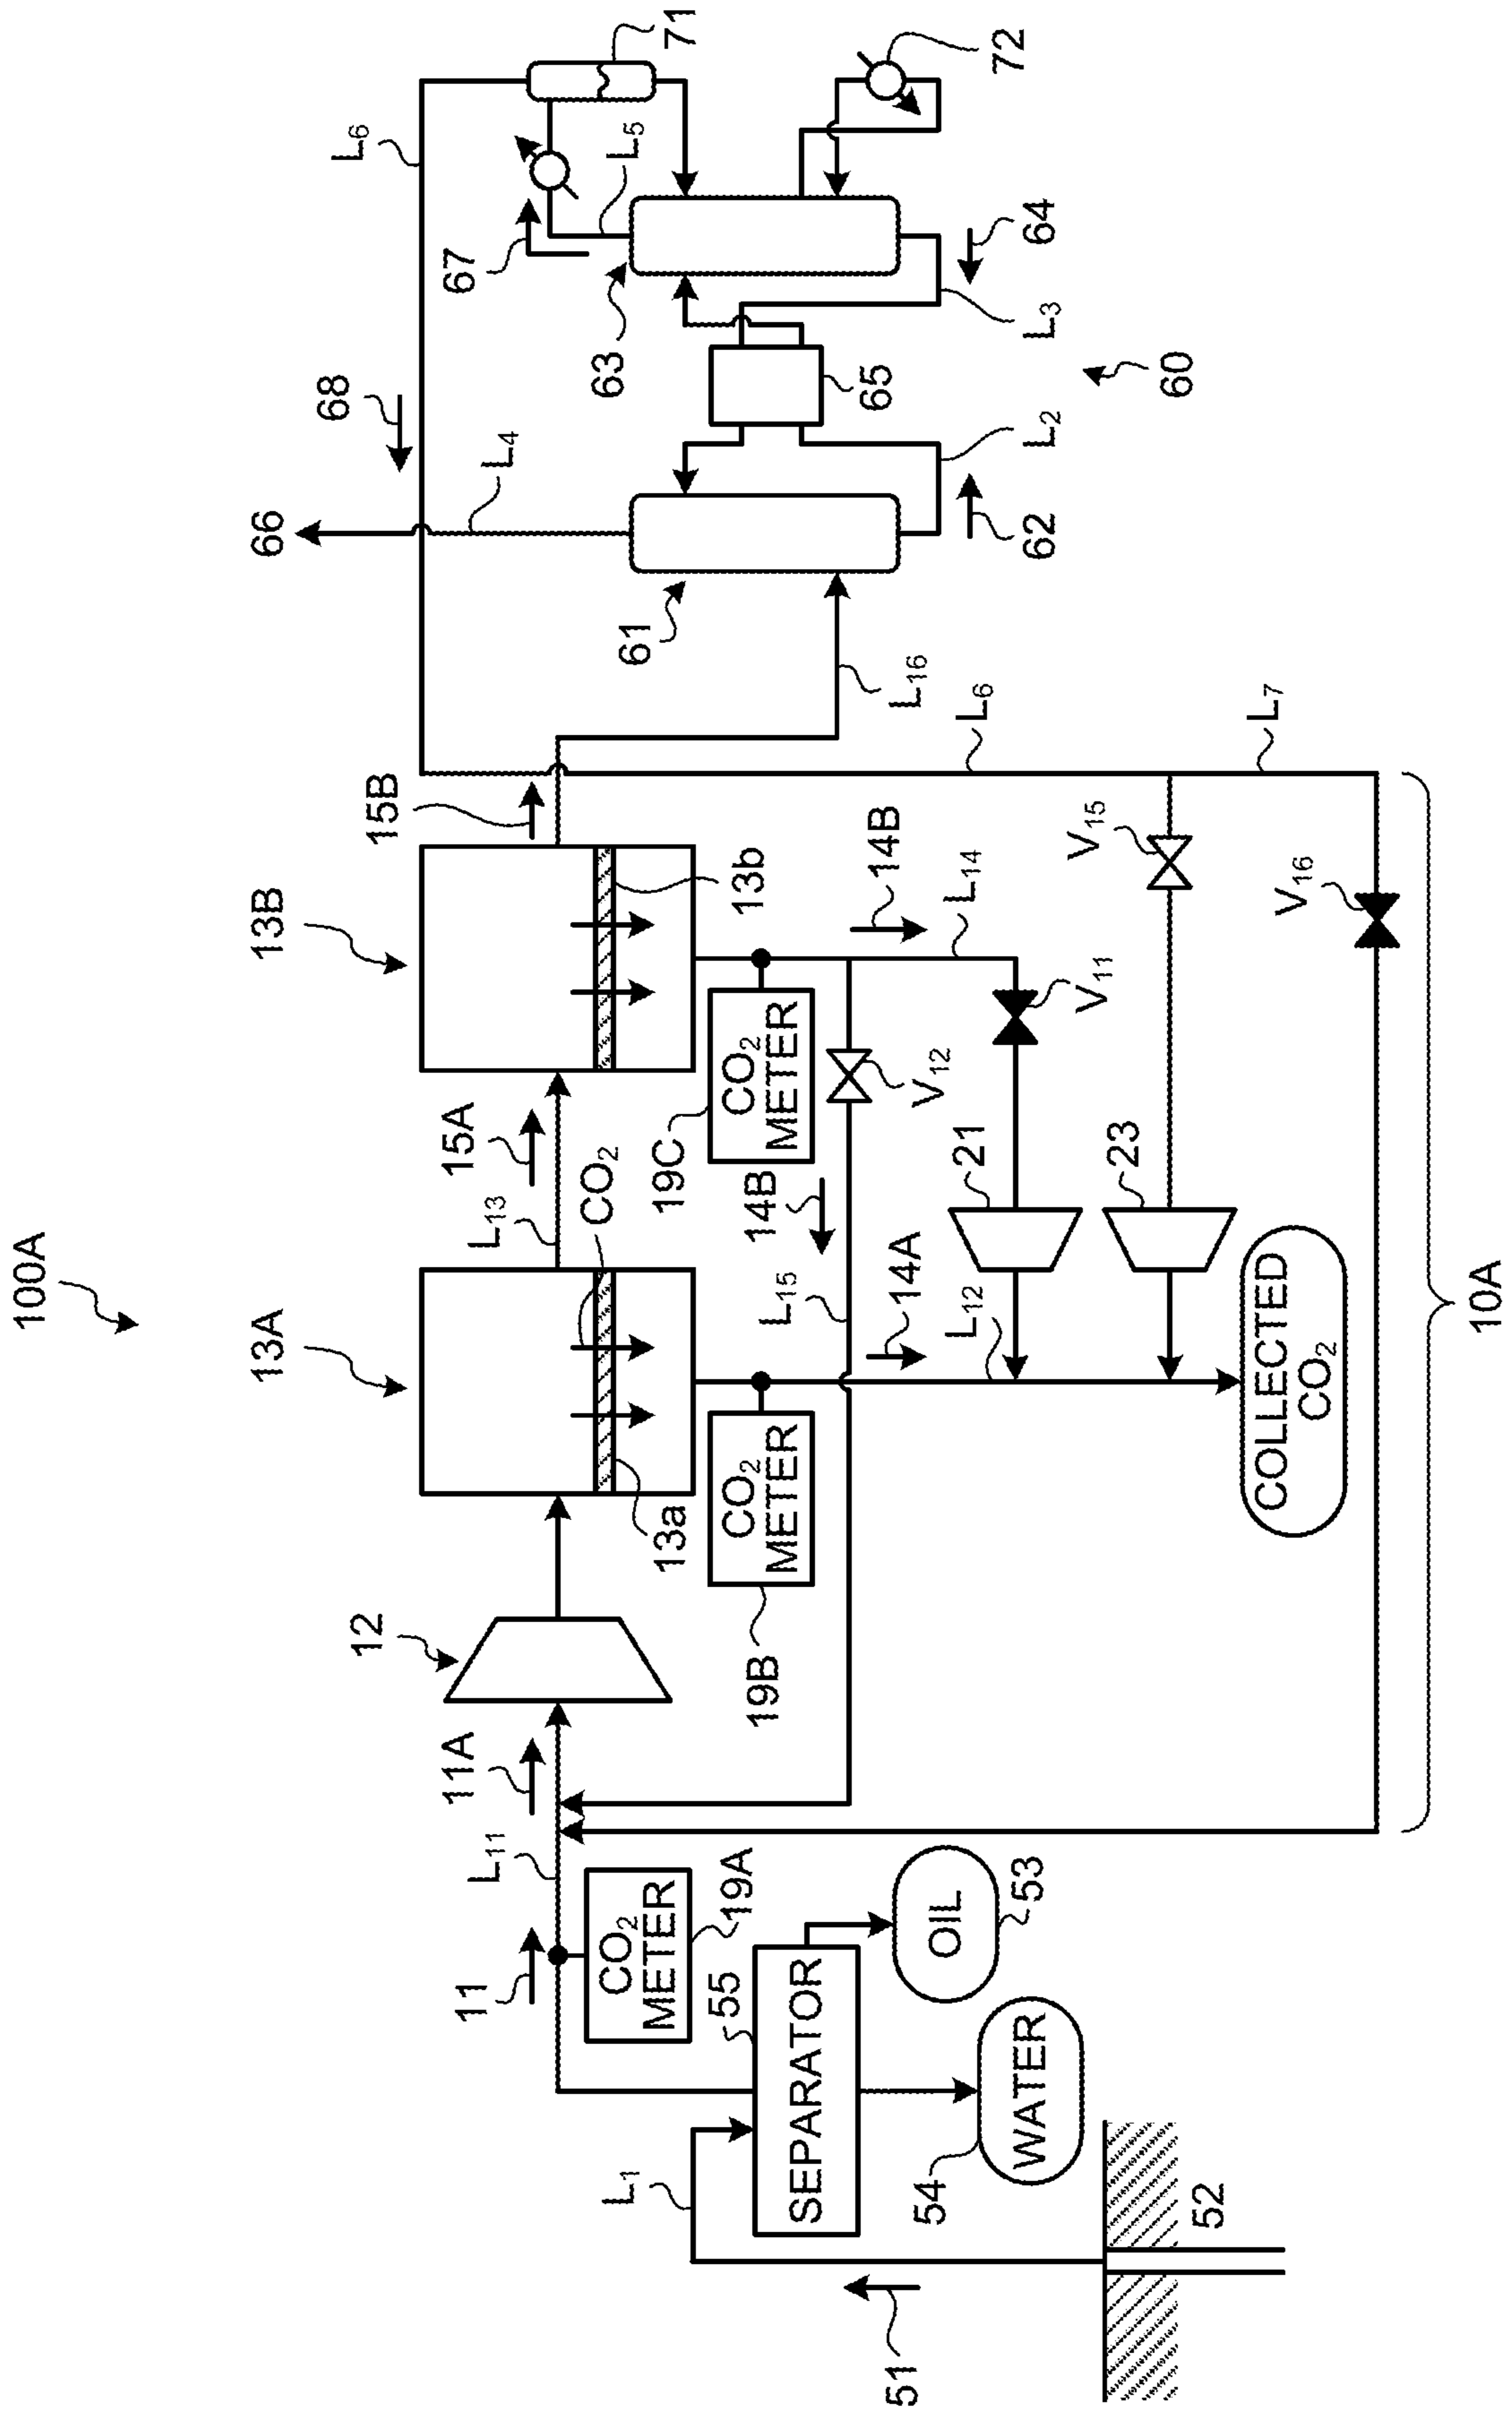 100A
13A
13B
15B
66
68
L6
67
L5
71
12
11A
L11
11
L13
15A
CO2
L4
63
61
65
72
64
L3
60
L2
62
L16
13a
13b
CO2
METER
19A
CO2
METER
19B
CO2
METER
19C
14B
14B
L14
L15
V12
14A
L12
21
V11
23
V15
L6
L7
V16
COLLECTED
CO2
10A
L1
55
SEPARATOR
OIL
53
WATER
54
51
52